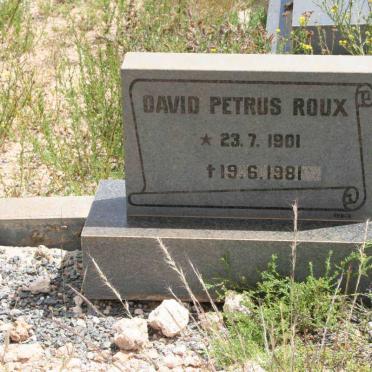 DAVID PETRUS ROUX
★ 23.7.1901
† 19.6.1981